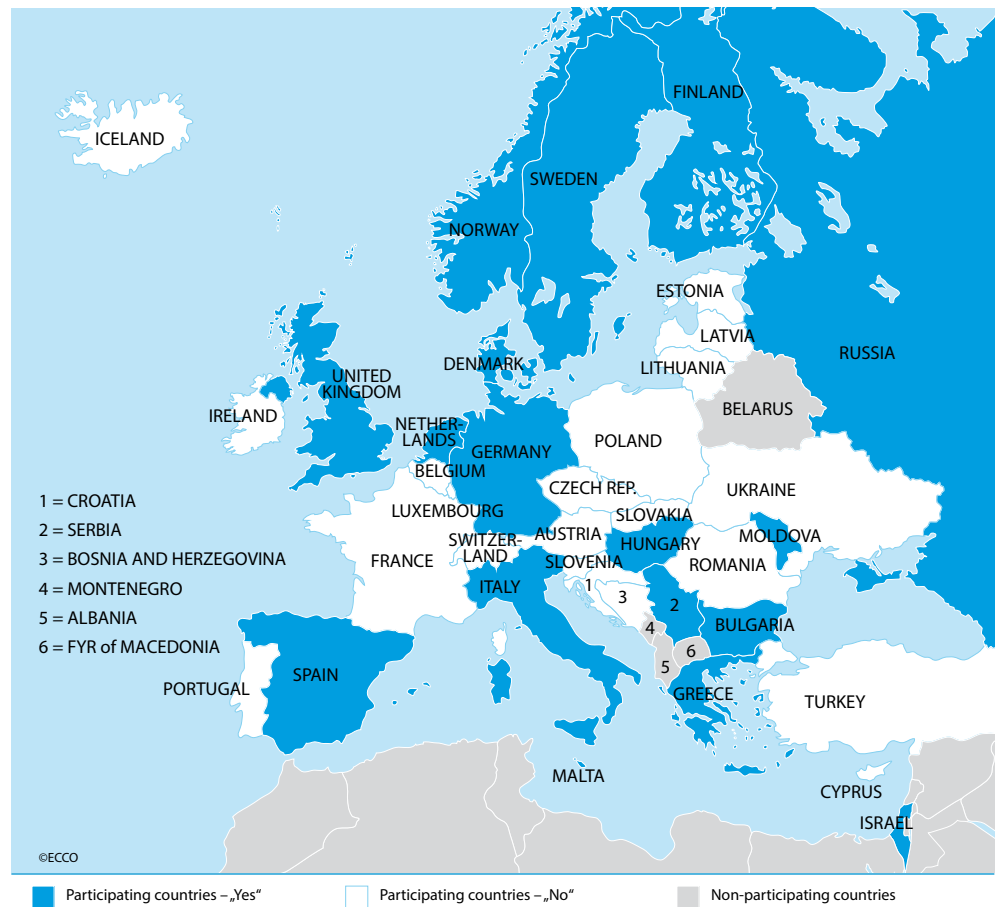 ICELAND
FINLAND
SWEDEN
NORWAY
ESTONIA
LATVIA
RUSSIA
DENMARK
LITHUANIA
UNITED
KINGDOM
BELARUS
IRELAND
NETHER-
LANDS
POLAND
GERMANY
BELGIUM
CZECH REP.
UKRAINE
LUXEMBOURG
SLOVAKIA
AUSTRIA
MOLDOVA
SWITZER-
LAND
HUNGARY
FRANCE
SLOVENIA
ROMANIA
ITALY
1
3
2
BULGARIA
4
6
5
SPAIN
PORTUGAL
GREECE
TURKEY
MALTA
CYPRUS
ISRAEL
1 = CROATIA
2 = SERBIA
3 = BOSNIA AND HERZEGOVINA
4 = MONTENEGRO
5 = ALBANIA
6 = FYR of MACEDONIA
©ECCO
Participating countries – „Yes“
Participating countries – „No“
Non-participating countries